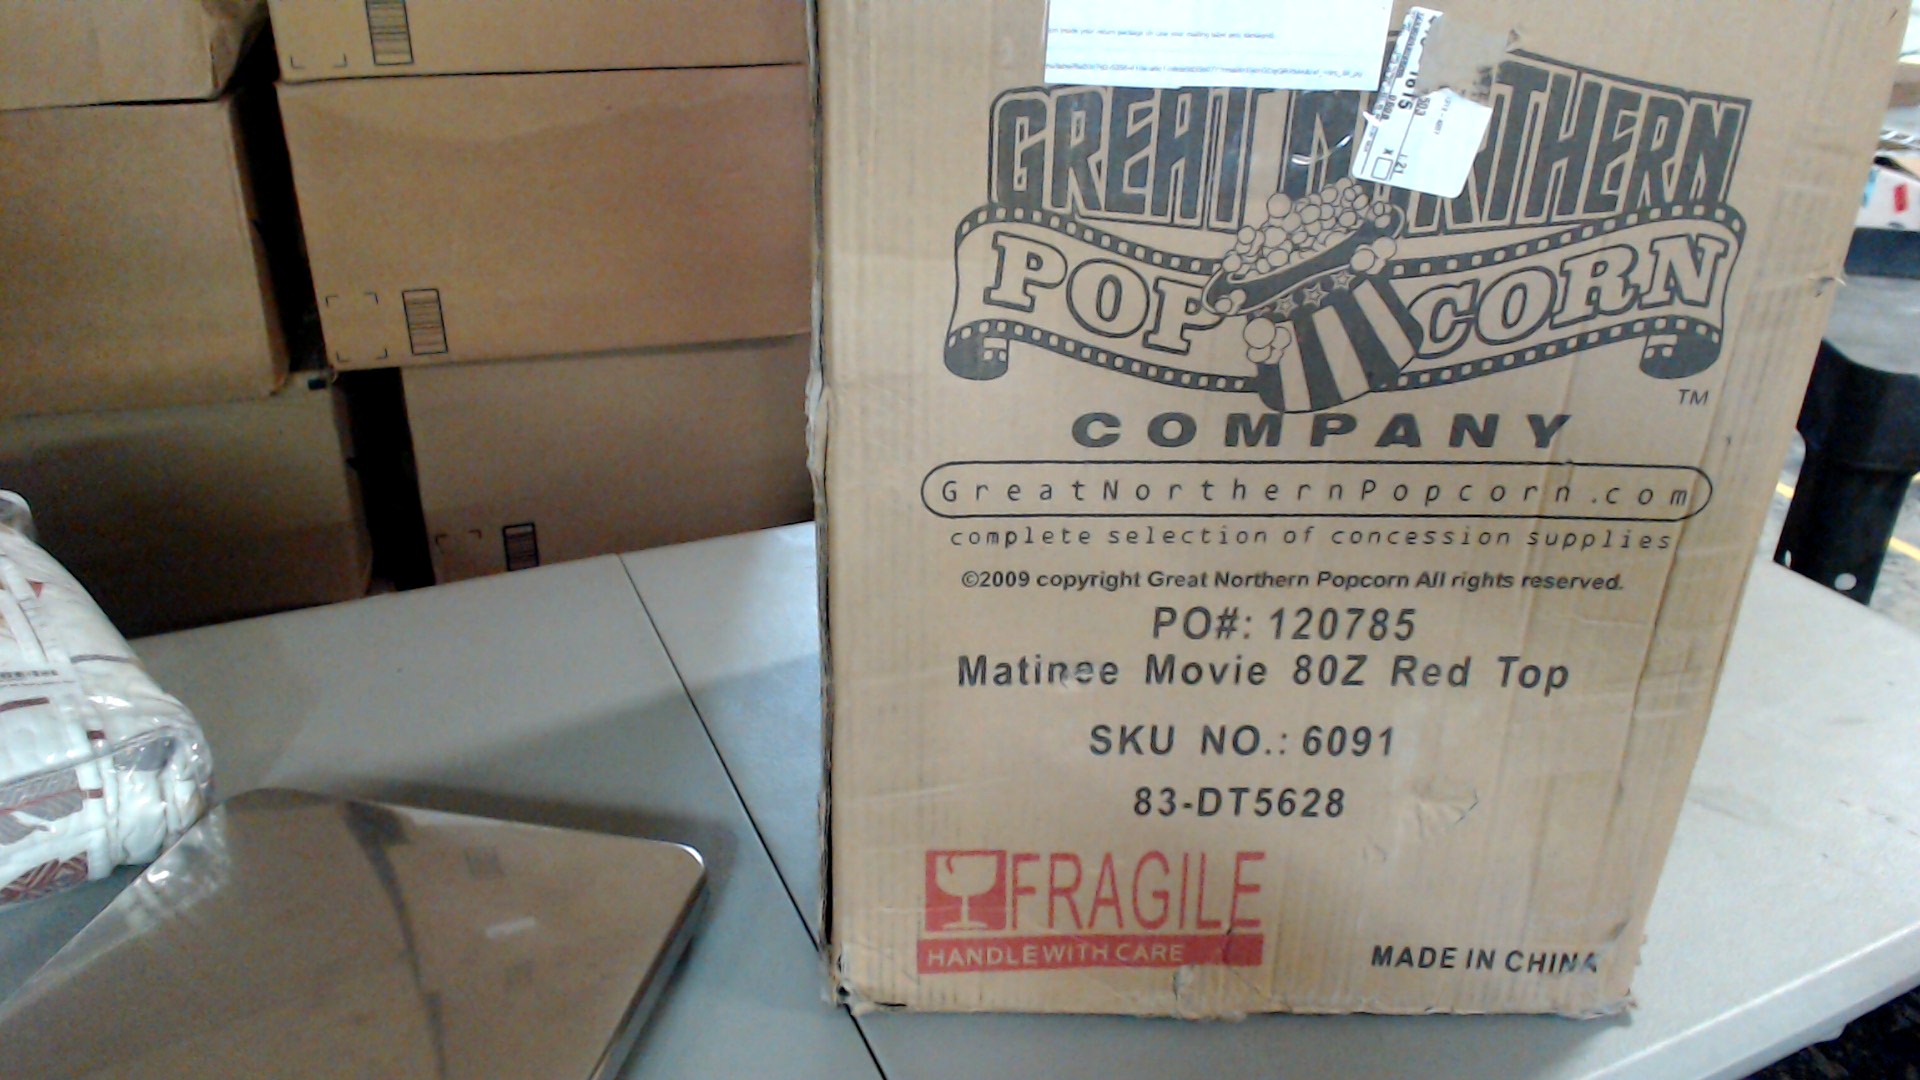 GREAT NORTHERN
POPCORN
TM
COMPANY
GreatNorthernPopcorn.com
complete selection of concession supplies
©2009 copyright Great Northern Popcorn All rights reserved.
PO#: 120785
Matinee Movie 80Z Red Top
SKU NO.: 6091
83-DT5628
FRAGILE
HANDLE WITH CARE
MADE IN CHINA